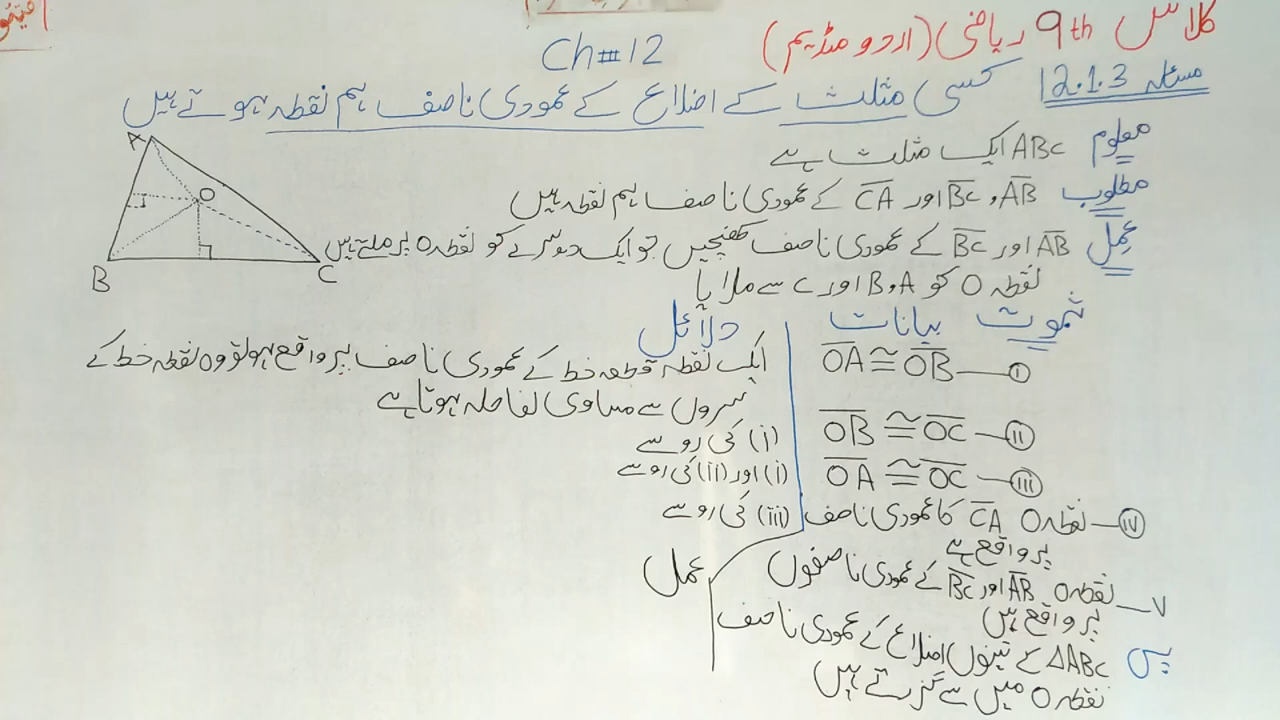 کلاس 9th ریاضی (اردو میڈیم)
Ch#12
مسئلہ 12.1.3 کسی مثلث کے اضلاع کے عمودی ناصف ہم نقطہ ہوتے ہیں
معلوم ABC ایک مثلث ہے
مطلوب AB، BC اور CA کے عمودی ناصف ہم نقطہ ہیں
عمل AB اور BC کے عمودی ناصف کھینچیں جو ایک دوسرے کو نقطہ O پر ملتے ہیں
نقطہ O کو A، B اور C سے ملایا
A
O
B
C
ثبوت بیانات دلائل
OA ≅ OB — (i) ایک نقطہ قطعہ خط کے عمودی ناصف پر واقع ہو تو وہ نقطہ خط کے
سروں سے مساوی الفاصلہ ہوتا ہے
OB ≅ OC — (ii) (i) کی رو سے
OA ≅ OC — (iii) (i) اور (ii) کی رو سے
(iv) — نقطہ O CA کا عمودی ناصف (iii) کی رو سے
پر واقع ہے
v — نقطہ O AB اور BC کے عمودی ناصفوں عمل
پر واقع ہیں
پس ΔABC کے تینوں اضلاع کے عمودی ناصف
نقطہ O میں سے گزرتے ہیں